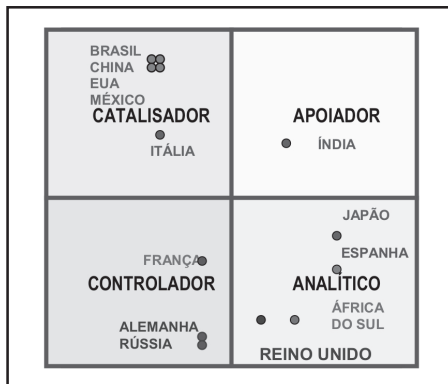 BRASIL
CHINA
EUA
MÉXICO
CATALISADOR
ITÁLIA
APOIADOR
ÍNDIA
FRANÇA
CONTROLADOR
ALEMANHA
RÚSSIA
JAPÃO
ESPANHA
ANALÍTICO
ÁFRICA
DO SUL
REINO UNIDO